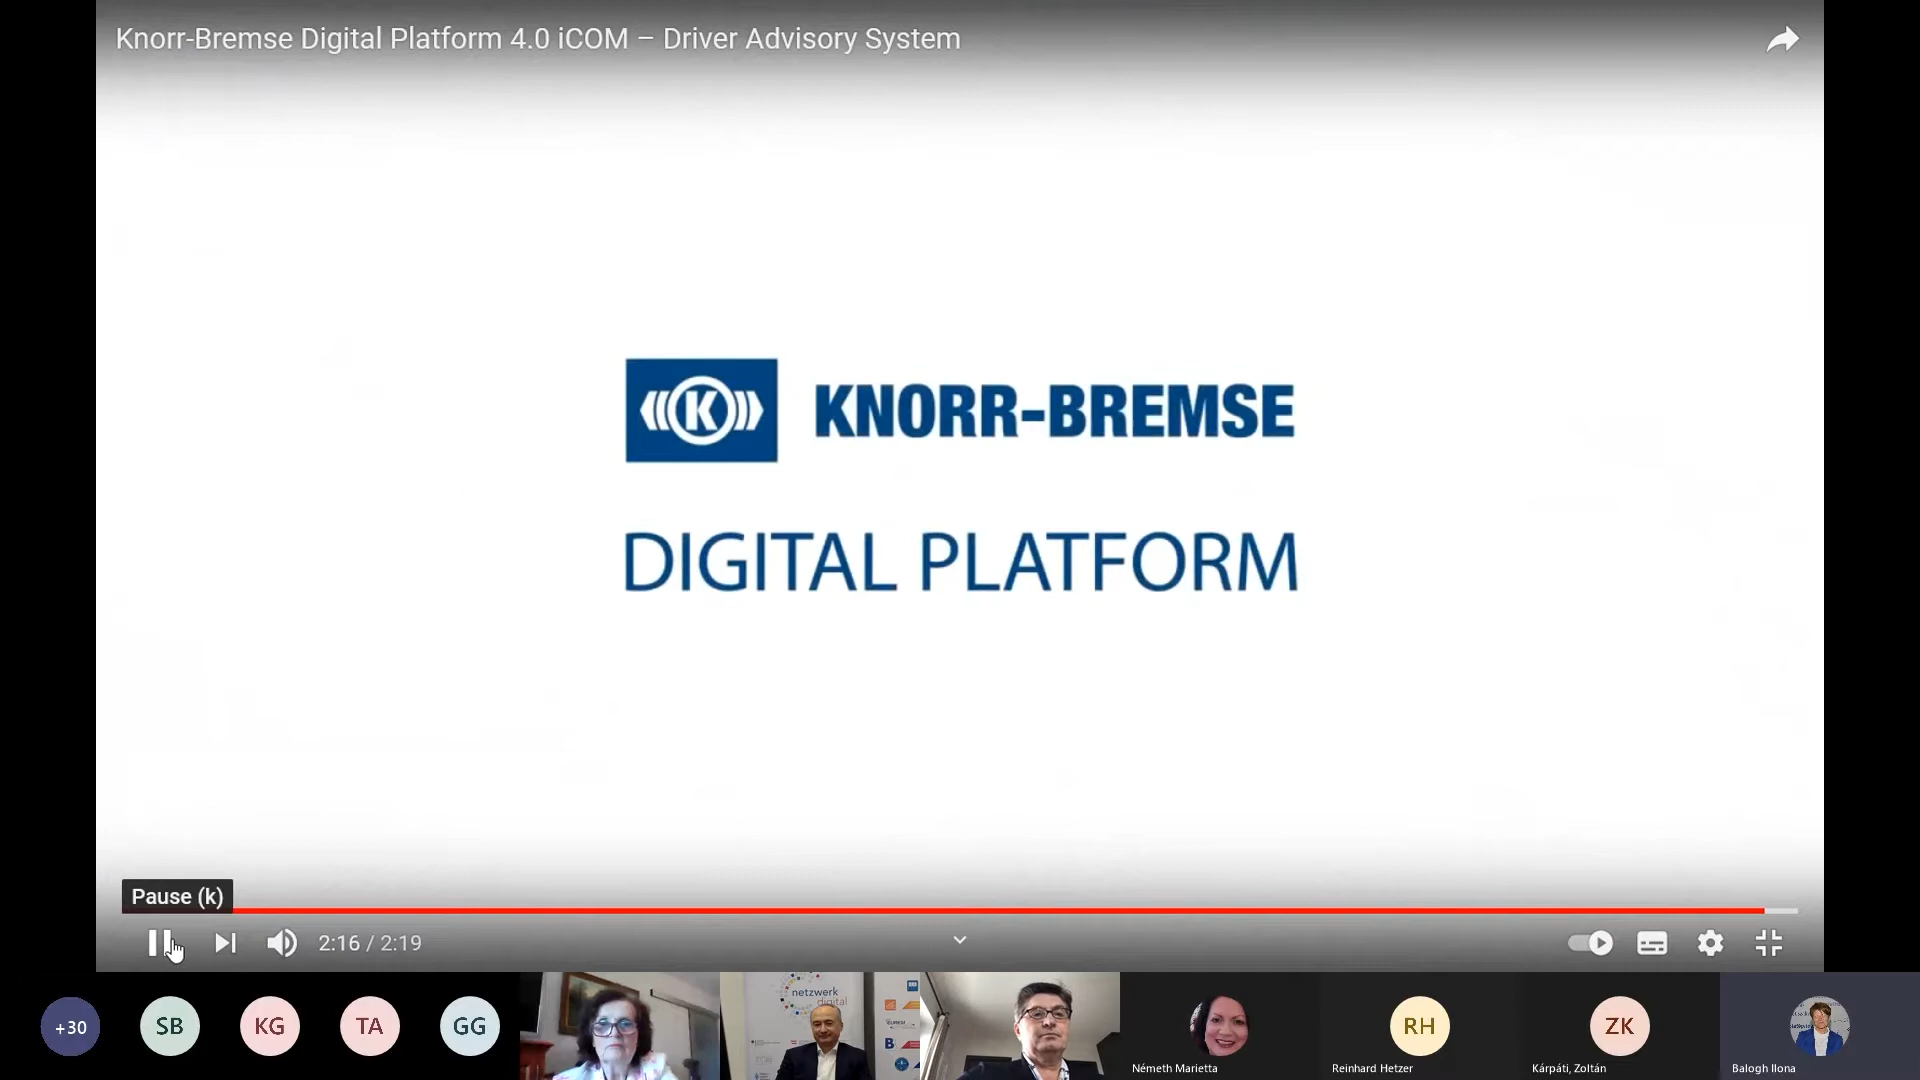 Knorr-Bremse Digital Platform 4.0 iCOM – Driver Advisory System
K KNORR-BREMSE
DIGITAL PLATFORM
Pause (k)
2:16 / 2:19
+30
SB
KG
TA
GG
netzwerk
digital
B
RH
ZK
Németh Marietta
Reinhard Hetzer
Kárpáti, Zoltán
Balogh Ilona